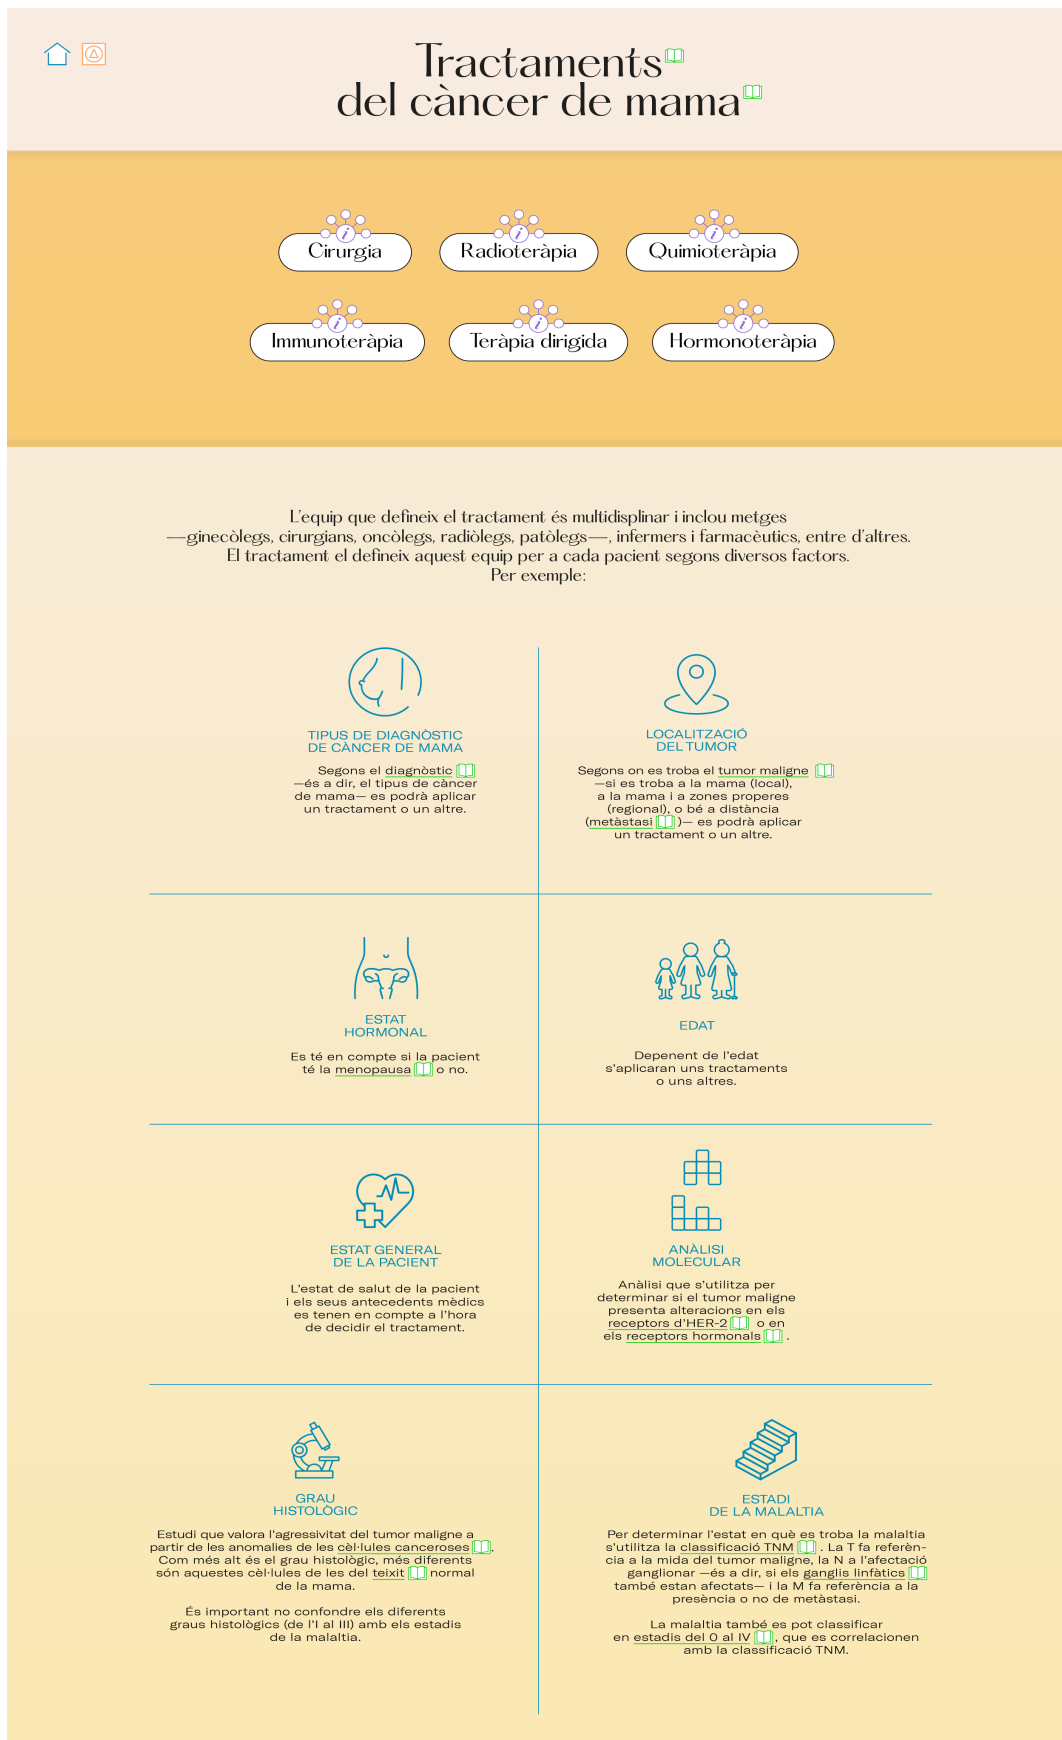 Tractaments
del càncer de mama
Cirurgia
Radioteràpia
Quimioteràpia
Immunoteràpia
Teràpia dirigida
Hormonoteràpia
L'equip que defineix el tractament és multidisplinar i inclou metges
—ginecòlegs, cirurgians, oncòlegs, radiòlegs, patòlegs—, infermers i farmacèutics, entre d'altres.
El tractament el defineix aquest equip per a cada pacient segons diversos factors.
Per exemple:
TIPUS DE DIAGNÒSTIC
DE CÀNCER DE MAMA
Segons el diagnòstic
—és a dir, el tipus de càncer
de mama— es podrà aplicar
un tractament o un altre.
LOCALITZACIÓ
DEL TUMOR
Segons on es troba el tumor maligne
—si es troba a la mama (local),
a la mama i a zones properes
(regional), o bé a distància
(metàstasi )— es podrà aplicar
un tractament o un altre.
ESTAT
HORMONAL
Es té en compte si la pacient
té la menopausa o no.
EDAT
Depenent de l'edat
s'aplicaran uns tractaments
o uns altres.
ESTAT GENERAL
DE LA PACIENT
L'estat de salut de la pacient
i els seus antecedents mèdics
es tenen en compte a l'hora
de decidir el tractament.
ANÀLISI
MOLECULAR
Anàlisi que s'utilitza per
determinar si el tumor maligne
presenta alteracions en els
receptors d'HER-2 o en
els receptors hormonals .
GRAU
HISTOLÒGIC
Estudi que valora l'agressivitat del tumor maligne a
partir de les anomalies de les cèl·lules canceroses .
Com més alt és el grau histològic, més diferents
són aquestes cèl·lules de les del teixit normal
de la mama.
És important no confondre els diferents
graus histològics (de l'I al III) amb els estadis
de la malaltia.
ESTADI
DE LA MALALTIA
Per determinar l'estat en què es troba la malaltia
s'utilitza la classificació TNM . La T fa referèn-
cia a la mida del tumor maligne, la N a l'afectació
ganglionar —és a dir, si els ganglis linfàtics
també estan afectats— i la M fa referència a la
presència o no de metàstasi.
La malaltia també es pot classificar
en estadis del 0 al IV , que es correlacionen
amb la classificació TNM.